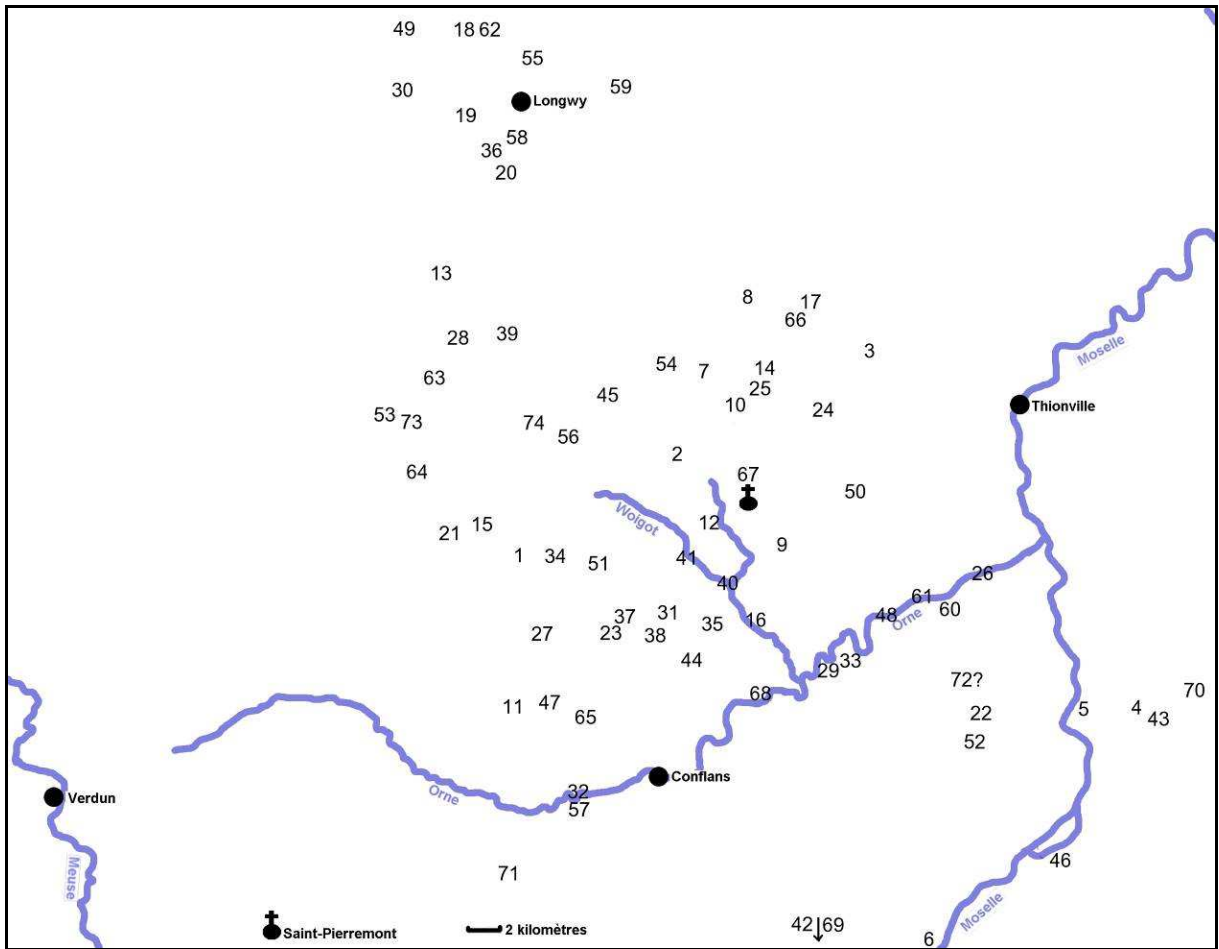 49 18 62
55
30 59
Longwy
19
58
36
20
13
8 17
66
28 39
3
54 7 14
63 25
45
10 24
Thionville
Moselle
53 73 74
56
2
64 67
50
Woigot
12
21 15
9
1 34 51 41
40 26
61
48 60
Orne
37 31 16
27 23 38 35
44 33
29
72?
68 70
11 47 5 4
65 22 43
52
Conflans
32
Verdun Orne
57
46
Meuse 71
Moselle
Saint-Pierremont 2 kilomètres 42 69
6